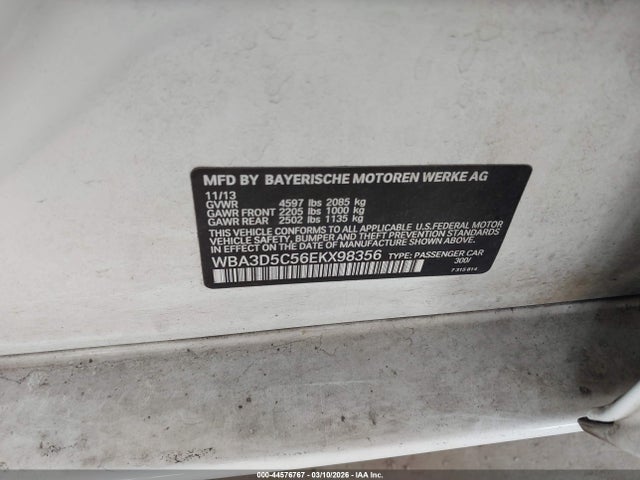 MFD BY BAYERISCHE MOTOREN WERKE AG
11/13
GVWR 4597 lbs 2085 kg
GAWR FRONT 2205 lbs 1000 kg
GAWR REAR 2502 lbs 1135 kg
THIS VEHICLE CONFORMS TO ALL APPLICABLE U.S.FEDERAL MOTOR
VEHICLE SAFETY, BUMPER, AND THEFT PREVENTION STANDARDS IN
EFFECT ON THE DATE OF MANUFACTURE SHOWN ABOVE.
WBA3D5C56EKX98356 TYPE: PASSENGER CAR
300/
7 315 814
000-44576767 — 03/10/2026 — IAA Inc.